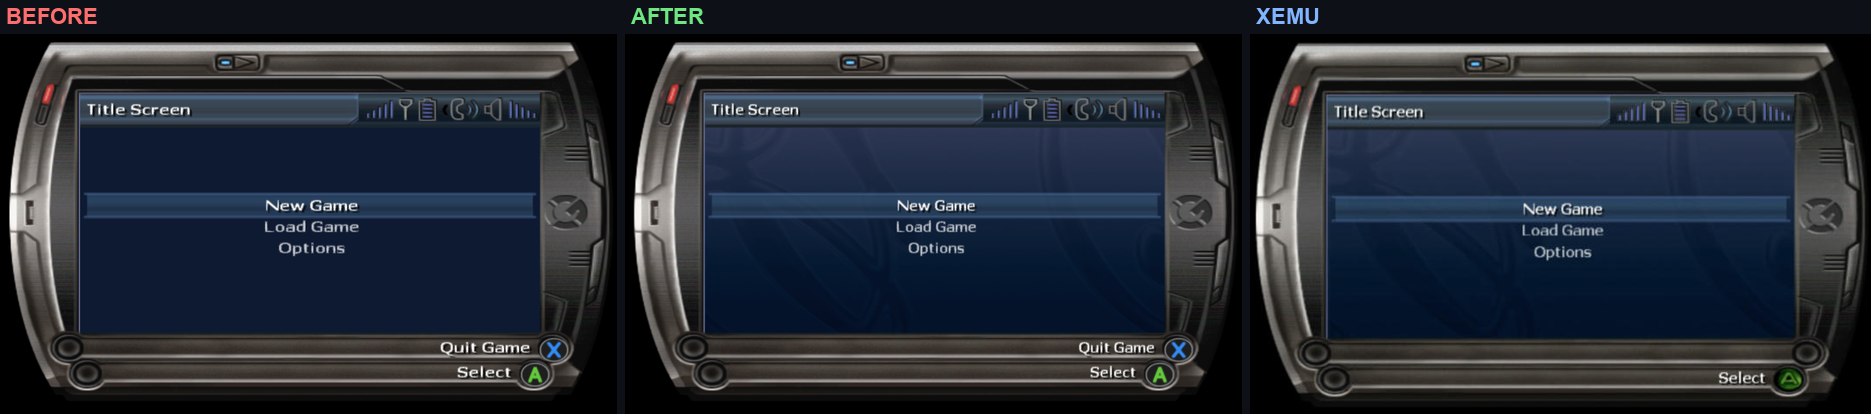 BEFORE
Title Screen
New Game
Load Game
Options
Quit Game X
Select A
AFTER
Title Screen
New Game
Load Game
Options
Quit Game X
Select A
XEMU
Title Screen
New Game
Load Game
Options
Select A